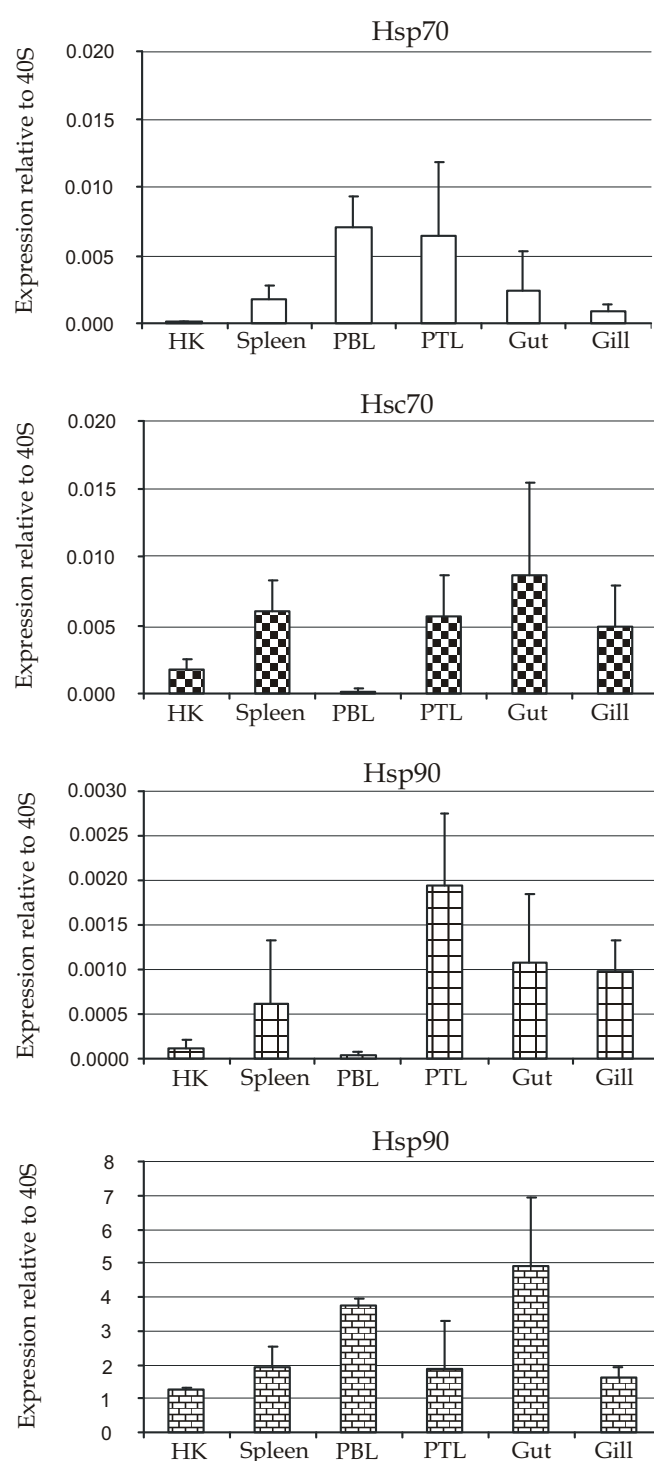 Hsp70
Expression relative to 40S
0.020
0.015
0.010
0.005
0.000
HK Spleen PBL PTL Gut Gill
Hsc70
Expression relative to 40S
0.020
0.015
0.010
0.005
0.000
HK Spleen PBL PTL Gut Gill
Hsp90
Expression relative to 40S
0.0030
0.0025
0.0020
0.0015
0.0010
0.0005
0.0000
HK Spleen PBL PTL Gut Gill
Hsp90
Expression relative to 40S
8
7
6
5
4
3
2
1
0
HK Spleen PBL PTL Gut Gill